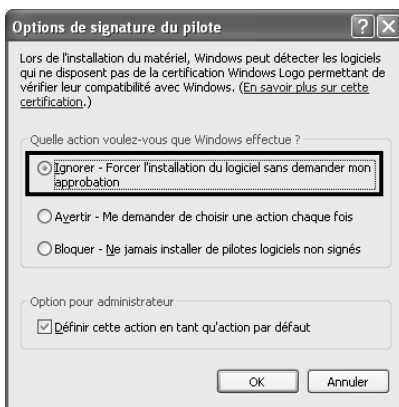 Options de signature du pilote
Lors de l'installation du matériel, Windows peut détecter les logiciels
qui ne disposent pas de la certification Windows Logo permettant de
vérifier leur compatibilité avec Windows. (En savoir plus sur cette
certification.)
Quelle action voulez-vous que Windows effectue ?
Ignorer - Forcer l'installation du logiciel sans demander mon
approbation
Avertir - Me demander de choisir une action chaque fois
Bloquer - Ne jamais installer de pilotes logiciels non signés
Option pour administrateur
Définir cette action en tant qu'action par défaut
OK Annuler